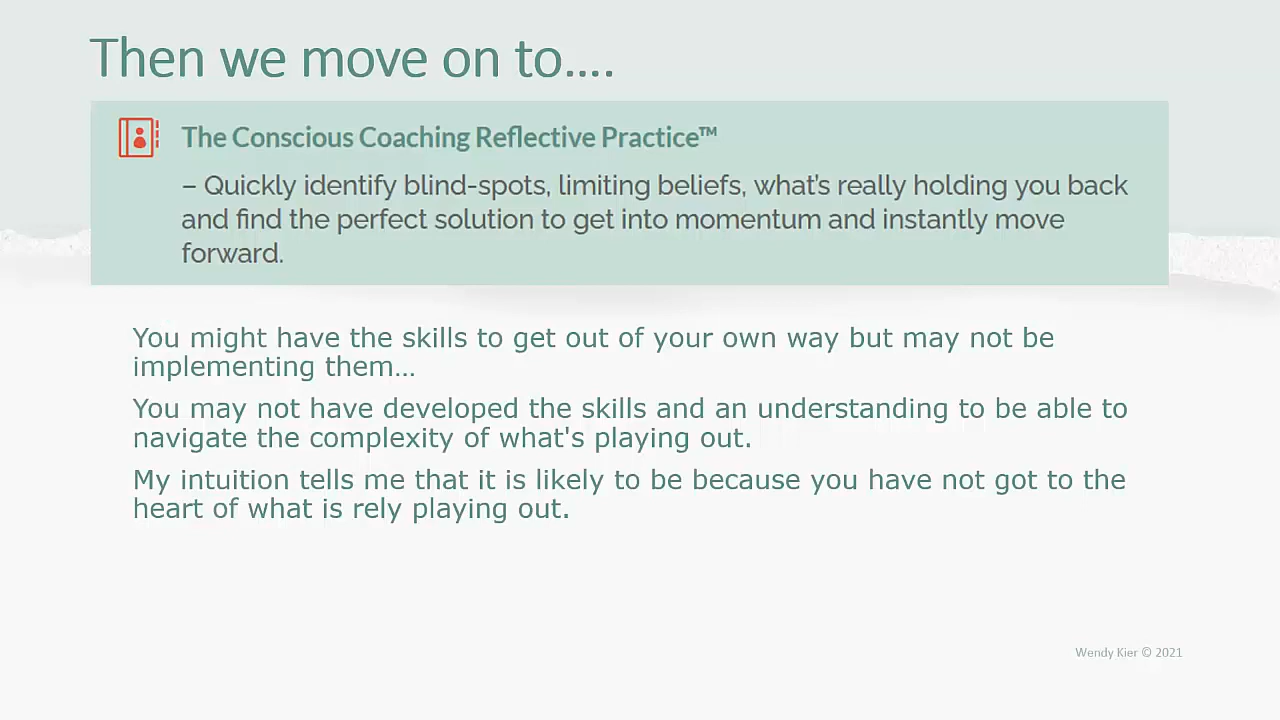 Then we move on to....
The Conscious Coaching Reflective Practice™
– Quickly identify blind-spots, limiting beliefs, what's really holding you back
and find the perfect solution to get into momentum and instantly move
forward.
You might have the skills to get out of your own way but may not be
implementing them…
You may not have developed the skills and an understanding to be able to
navigate the complexity of what's playing out.
My intuition tells me that it is likely to be because you have not got to the
heart of what is rely playing out.
Wendy Kier © 2021